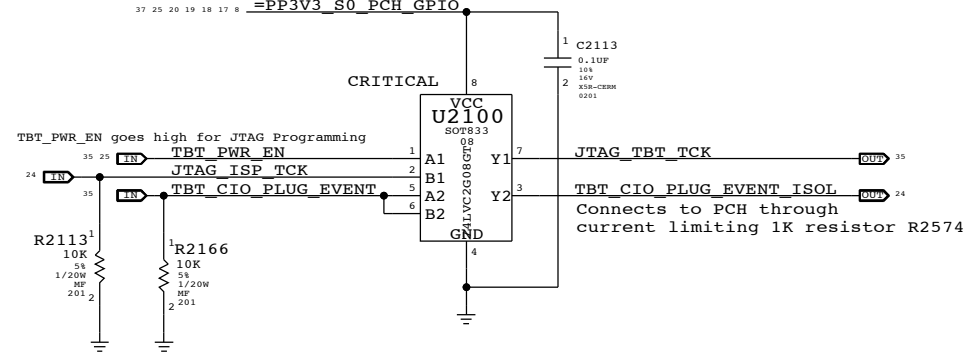 37 25 20 19 18 17 8 =PP3V3_S0_PCH_GPIO
1 C2113
0.1UF
10%
16V
X5R-CERM
0201
2
CRITICAL 8
VCC
U2100
SOT833
08
74LVC2G08GT
TBT_PWR_EN goes high for JTAG Programming
35 25 IN TBT_PWR_EN 1 A1 Y1 7 JTAG_TBT_TCK OUT 35
24 IN JTAG_ISP_TCK 2 B1
35 IN TBT_CIO_PLUG_EVENT 5 A2 Y2 3 TBT_CIO_PLUG_EVENT_ISOL OUT 24
6 B2
Connects to PCH through
current limiting 1K resistor R2574
GND
4
R2113 1
10K
5%
1/20W
MF
201
2
1 R2166
10K
5%
1/20W
MF
201
2